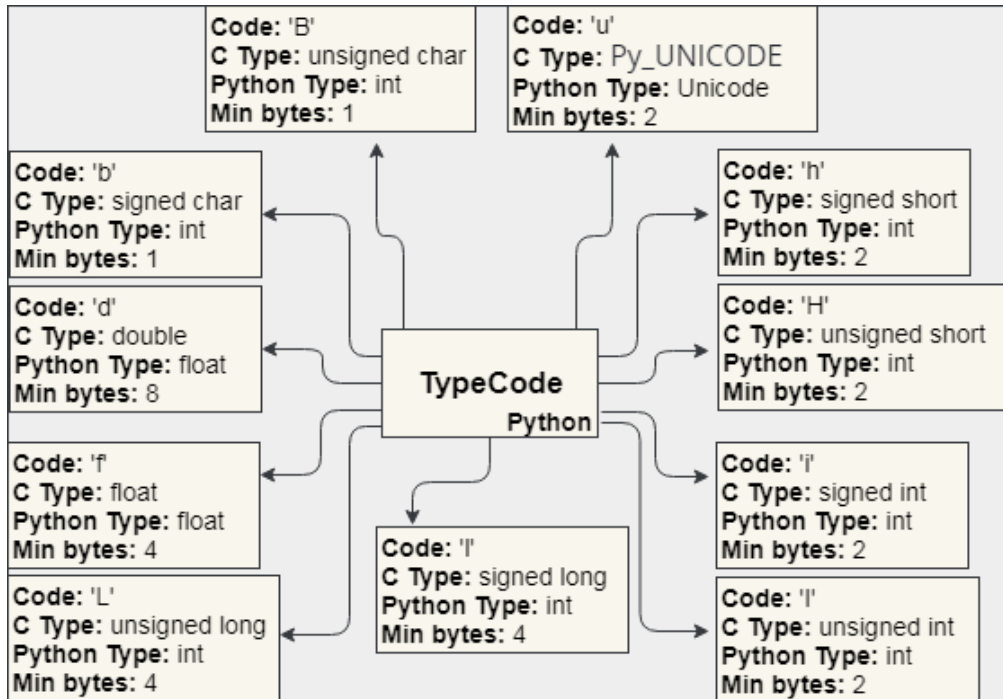 Code: 'B'
C Type: unsigned char
Python Type: int
Min bytes: 1
Code: 'u'
C Type: Py_UNICODE
Python Type: Unicode
Min bytes: 2
Code: 'b'
C Type: signed char
Python Type: int
Min bytes: 1
Code: 'h'
C Type: signed short
Python Type: int
Min bytes: 2
Code: 'd'
C Type: double
Python Type: float
Min bytes: 8
Code: 'H'
C Type: unsigned short
Python Type: int
Min bytes: 2
TypeCode
Python
Code: 'f'
C Type: float
Python Type: float
Min bytes: 4
Code: 'i'
C Type: signed int
Python Type: int
Min bytes: 2
Code: 'l'
C Type: signed long
Python Type: int
Min bytes: 4
Code: 'L'
C Type: unsigned long
Python Type: int
Min bytes: 4
Code: 'I'
C Type: unsigned int
Python Type: int
Min bytes: 2